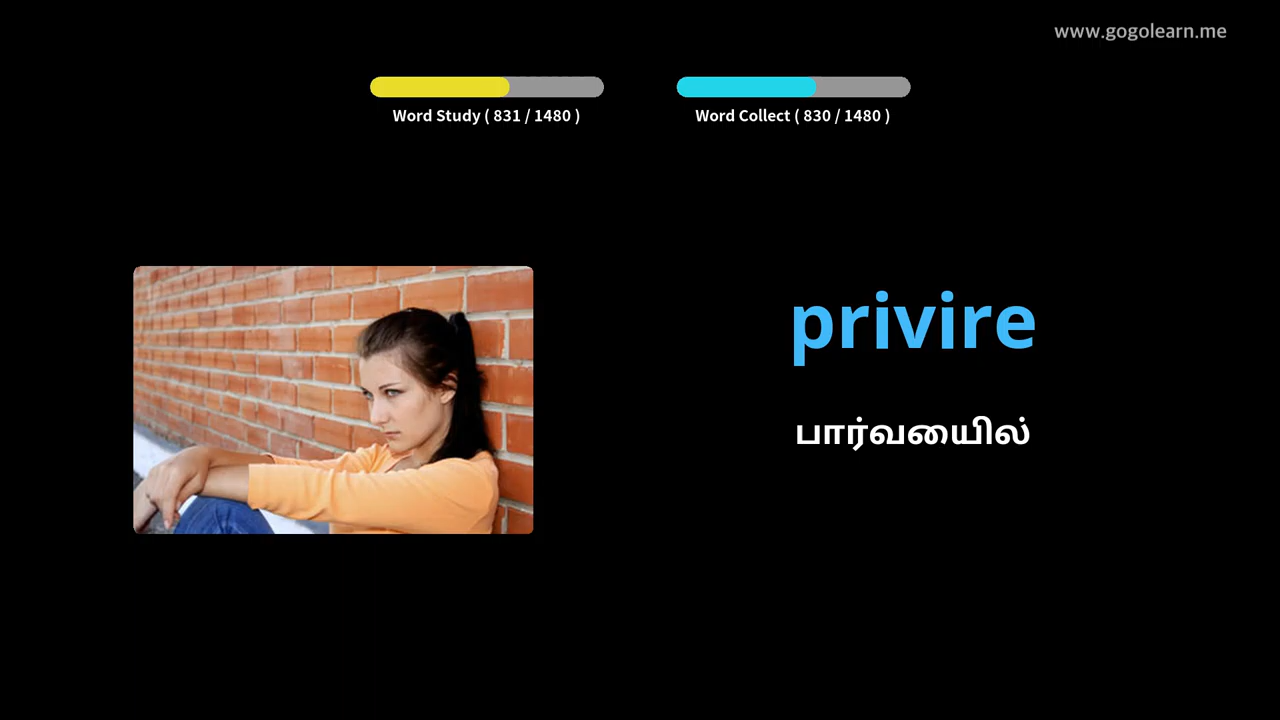 www.gogolearn.me
Word Study ( 831 / 1480 )
Word Collect ( 830 / 1480 )
privire
பார்வையில்